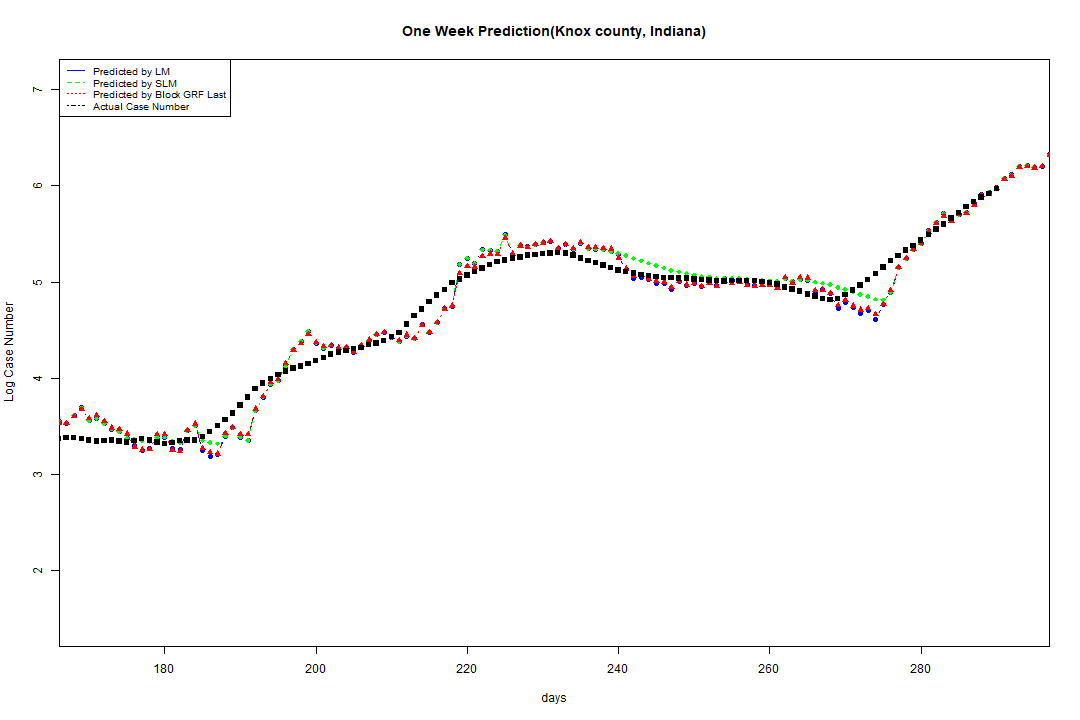 One Week Prediction(Knox county, Indiana)
Predicted by LM
Predicted by SLM
Predicted by Block GRF Last
Actual Case Number
Log Case Number
7
6
5
4
3
2
180 200 220 240 260 280
days